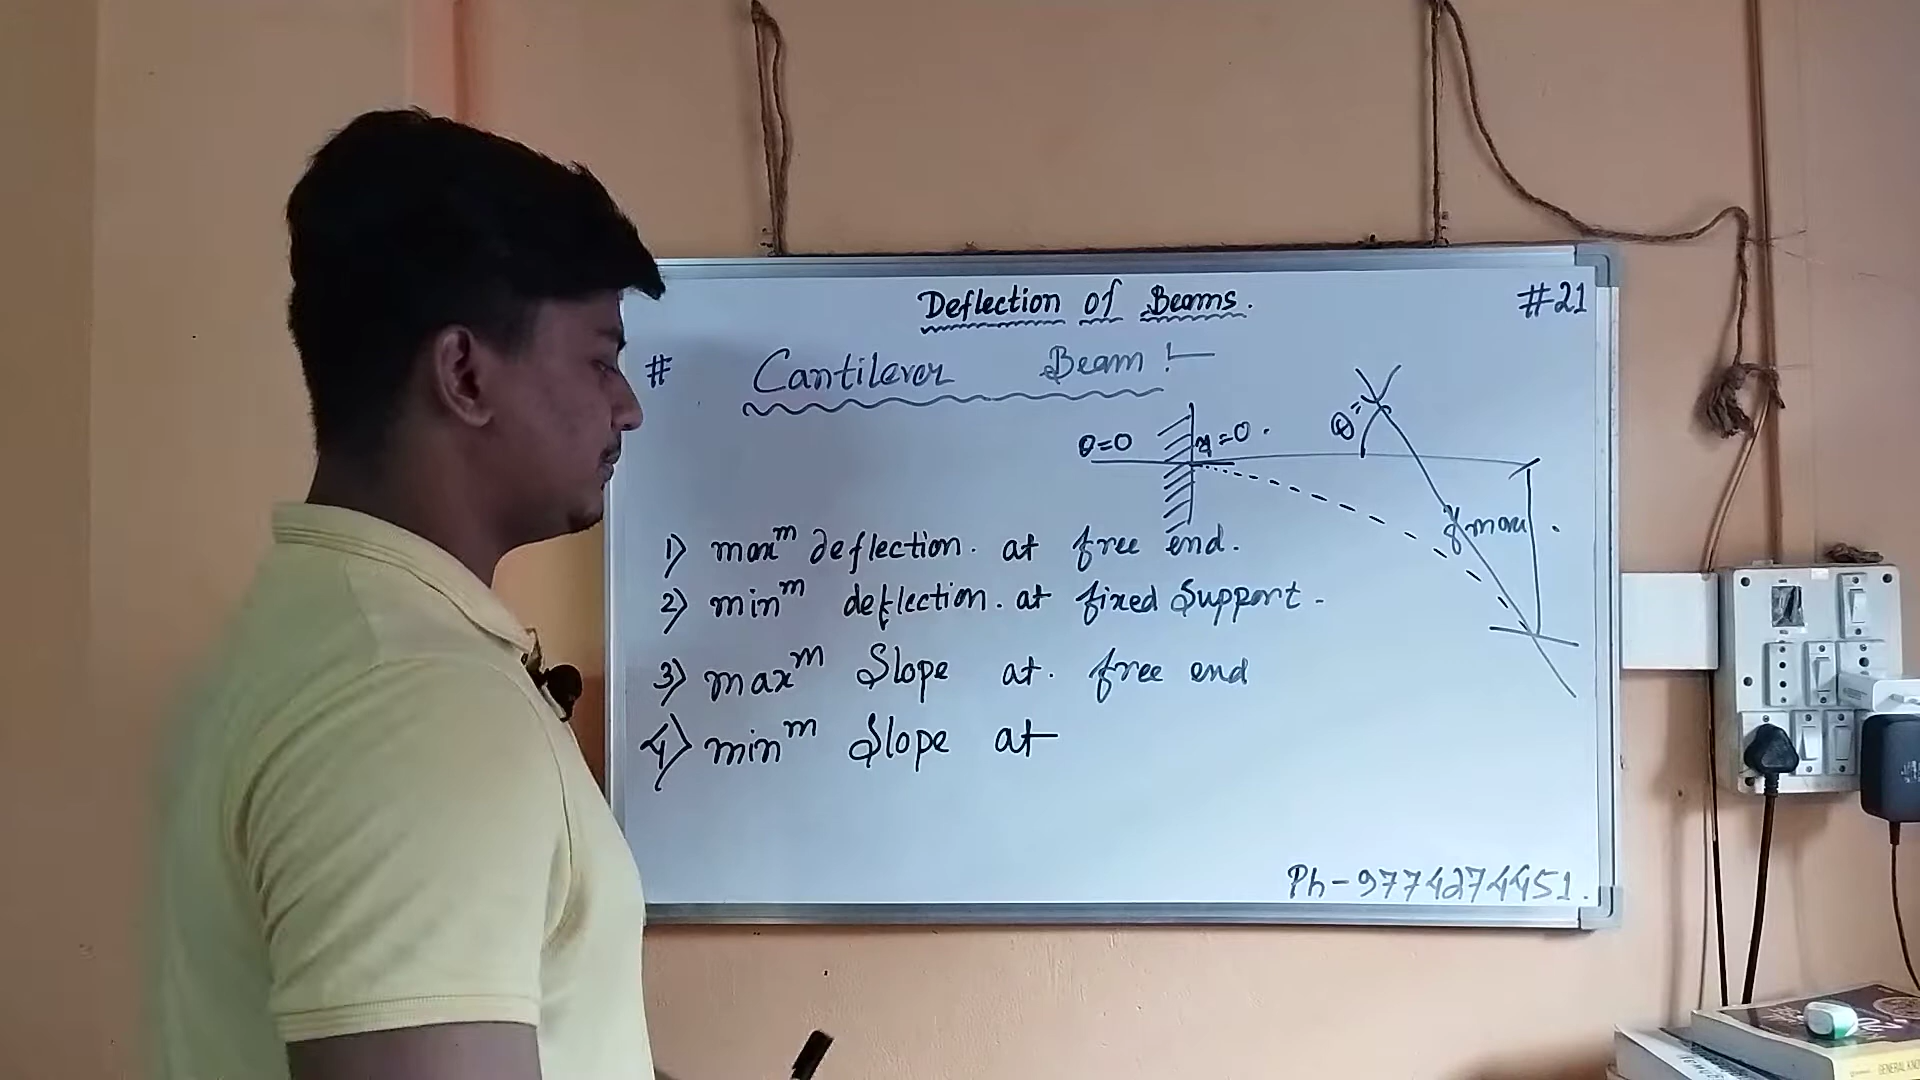 Deflection of Beams.
#21
# Cantilever Beam :-
θ=0
y=0.
θ
y max .
1) maxᵐ deflection. at free end.
2) minᵐ deflection. at fixed Support.
3) maxᵐ Slope at. free end
4) minᵐ Slope at
Ph-9774274451.